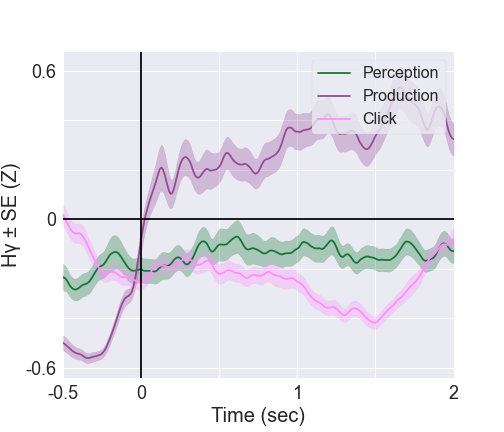 0.6
Perception
Production
Click
Hγ ± SE (Z)
0
-0.6
-0.5 0 1 2
Time (sec)